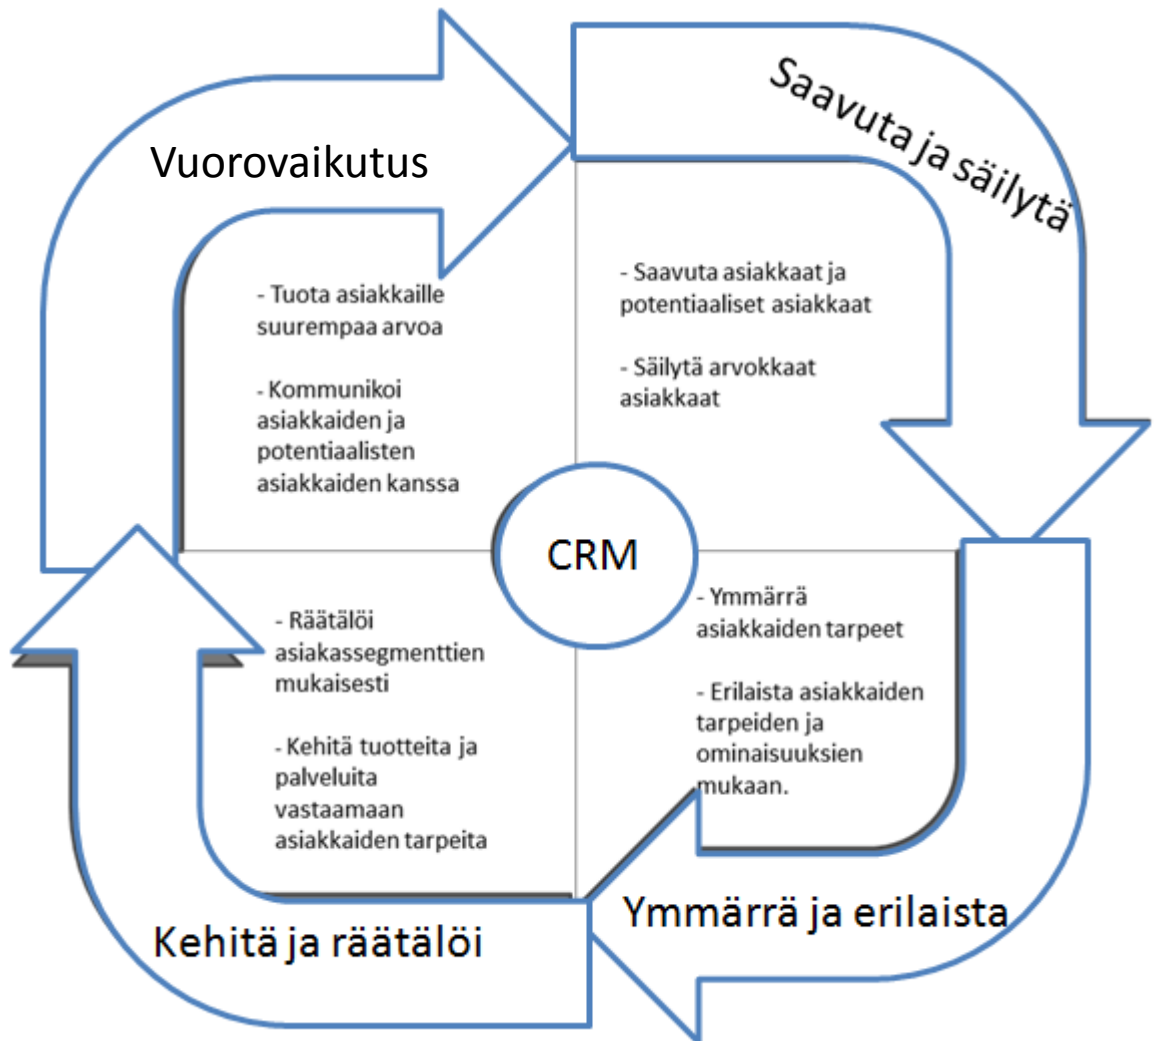 Vuorovaikutus
- Tuota asiakkaille
suurempaa arvoa
- Kommunikoi
asiakkaiden ja
potentiaalisten
asiakkaiden kanssa
Saavuta ja säilytä
- Saavuta asiakkaat ja
potentiaaliset asiakkaat
- Säilytä arvokkaat
asiakkaat
CRM
- Räätälöi
asiakassegmenttien
mukaisesti
- Kehitä tuotteita ja
palveluita
vastaamaan
asiakkaiden tarpeita
Kehitä ja räätälöi
- Ymmärrä
asiakkaiden tarpeet
- Erilaista asiakkaiden
tarpeiden ja
ominaisuuksien
mukaan.
Ymmärrä ja erilaista